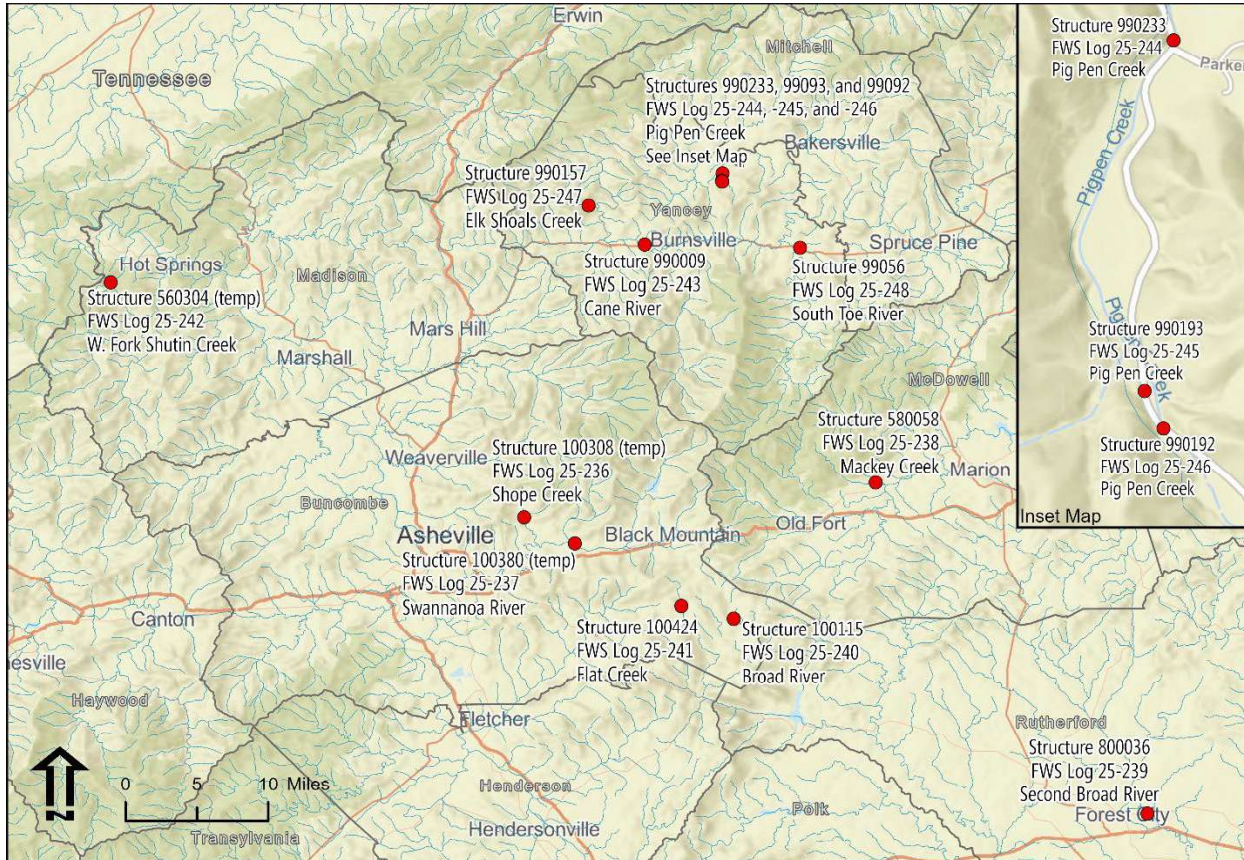 Erwin
Mitchell
Tennessee
Structures 990233, 99093, and 99092
FWS Log 25-244, -245, and -246
Pig Pen Creek
See Inset Map
Bakersville
Structure 990157
FWS Log 25-247
Elk Shoals Creek
Yancey
Burnsville
Spruce Pine
Structure 990009
FWS Log 25-243
Cane River
Structure 99056
FWS Log 25-248
South Toe River
Hot Springs
Madison
Structure 560304 (temp)
FWS Log 25-242
W. Fork Shutin Creek
Mars Hill
Marshall
McDowell
Structure 580058
FWS Log 25-238
Mackey Creek
Marion
Structure 100308 (temp)
FWS Log 25-236
Shope Creek
Weaverville
Buncombe
Old Fort
Asheville
Black Mountain
Structure 100380 (temp)
FWS Log 25-237
Swannanoa River
Canton
Structure 100424
FWS Log 25-241
Flat Creek
Structure 100115
FWS Log 25-240
Broad River
nesville
Haywood
Fletcher
Rutherford
Structure 800036
FWS Log 25-239
Second Broad River
Forest City
Henderson
Polk
Hendersonville
Transylvania
N
0 5 10 Miles
Structure 990233
FWS Log 25-244
Pig Pen Creek
Parker
Pigpen Creek
Structure 990193
FWS Log 25-245
Pig Pen Creek
Structure 990192
FWS Log 25-246
Pig Pen Creek
Inset Map